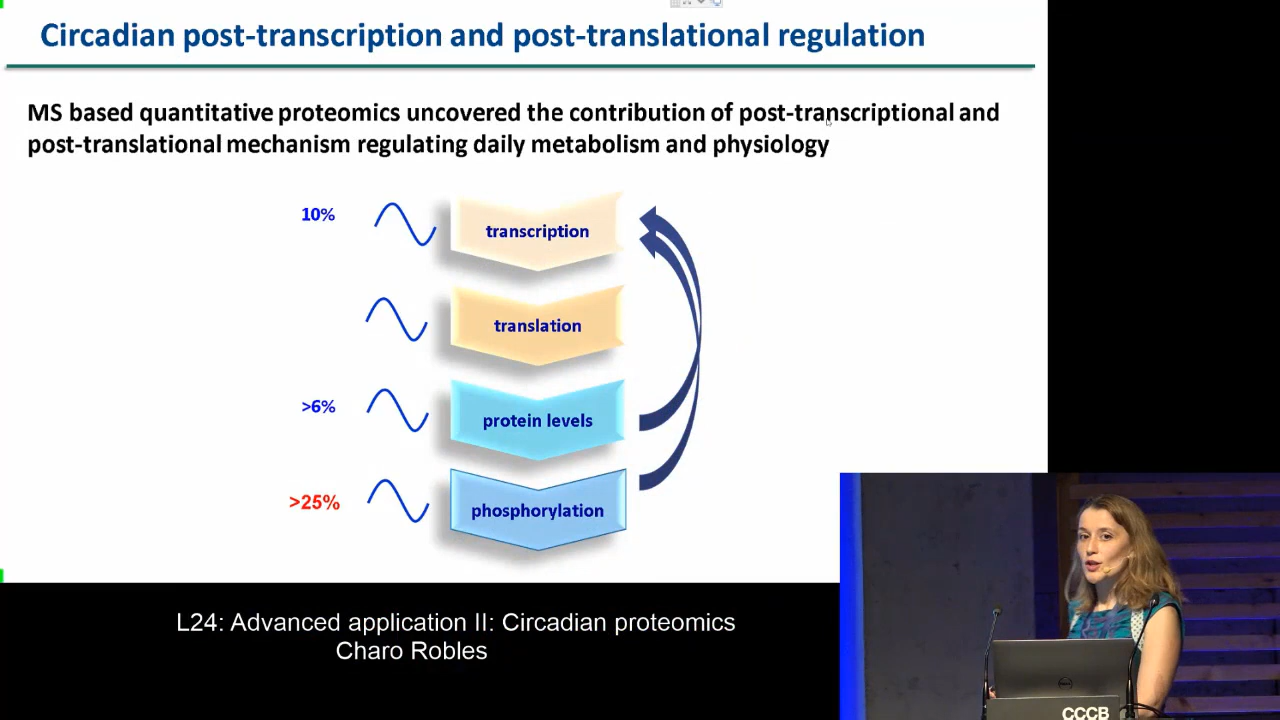 Circadian post-transcription and post-translational regulation
MS based quantitative proteomics uncovered the contribution of post-transcriptional and
post-translational mechanism regulating daily metabolism and physiology
10%
transcription
translation
>6%
protein levels
>25%
phosphorylation
L24: Advanced application II: Circadian proteomics
Charo Robles
DELL
CCCB